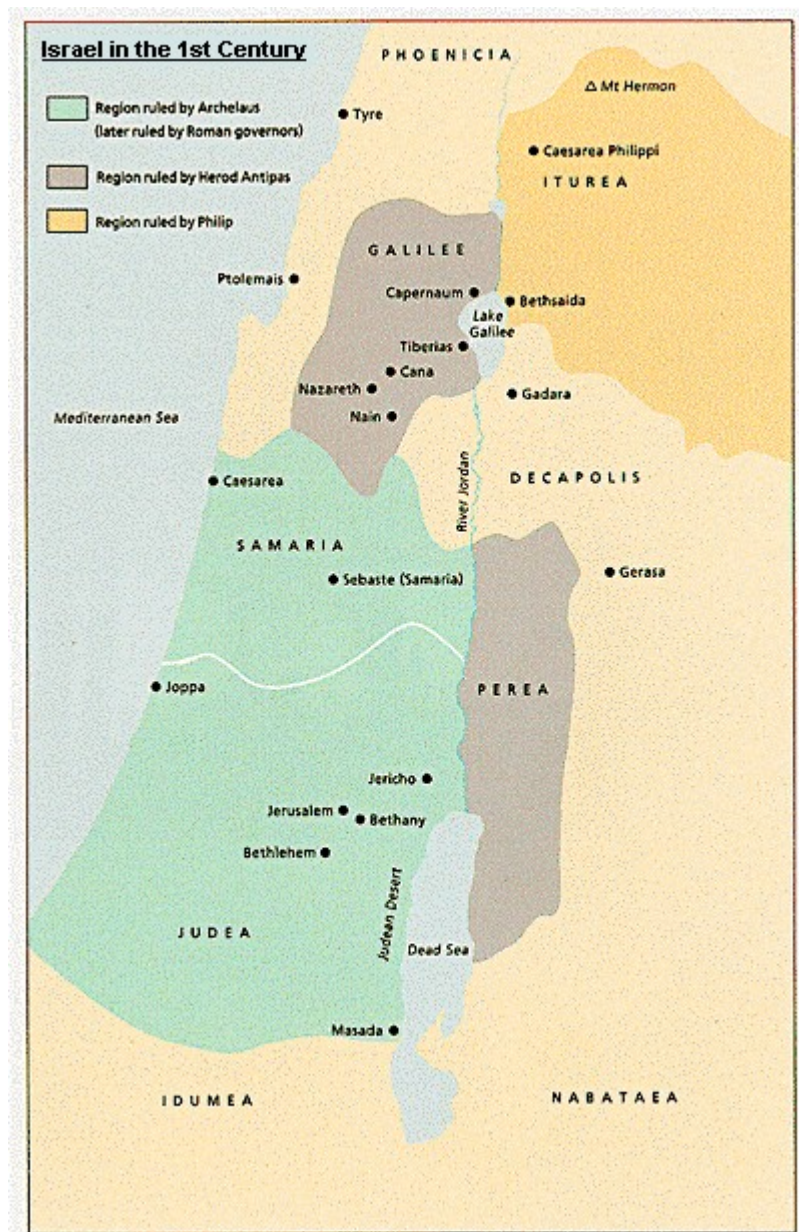 Israel in the 1st Century
PHOENICIA
Region ruled by Archelaus
(later ruled by Roman governors)
Region ruled by Herod Antipas
Region ruled by Philip
Δ Mt Hermon
Tyre
Caesarea Philippi
ITUREA
GALILEE
Ptolemais
Capernaum
Bethsaida
Lake
Galilee
Tiberias
Cana
Nazareth
Gadara
Nain
Mediterranean Sea
River Jordan
DECAPOLIS
Caesarea
SAMARIA
Sebaste (Samaria)
Gerasa
Joppa
PEREA
Jericho
Jerusalem
Bethany
Bethlehem
Judean Desert
JUDEA
Dead Sea
Masada
IDUMEA
NABATAEA